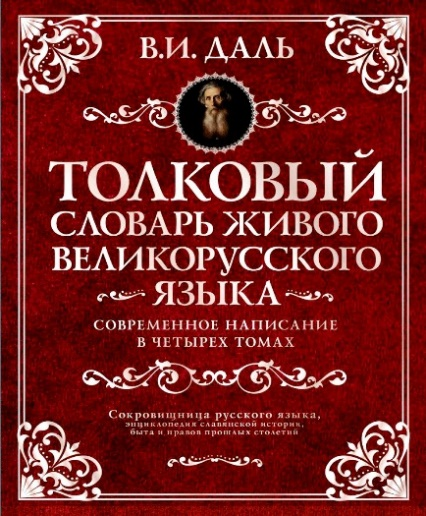 В.И. ДАЛЬ
ТОЛКОВЫЙ
СЛОВАРЬ ЖИВОГО
ВЕЛИКОРУССКОГО
ЯЗЫКА
СОВРЕМЕННОЕ НАПИСАНИЕ
В ЧЕТЫРЕХ ТОМАХ
Сокровищница русского языка,
энциклопедия славянской истории,
быта и нравов прошлых столетий